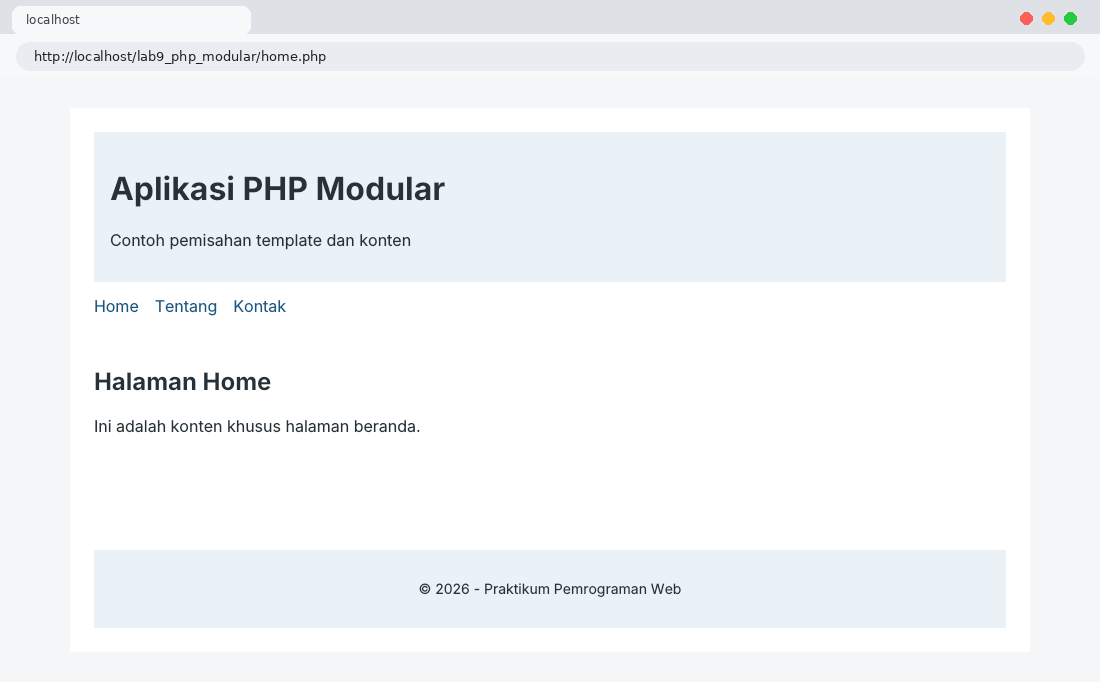 localhost
http://localhost/lab9_php_modular/home.php
Aplikasi PHP Modular
Contoh pemisahan template dan konten
Home Tentang Kontak
Halaman Home
Ini adalah konten khusus halaman beranda.
© 2026 - Praktikum Pemrograman Web